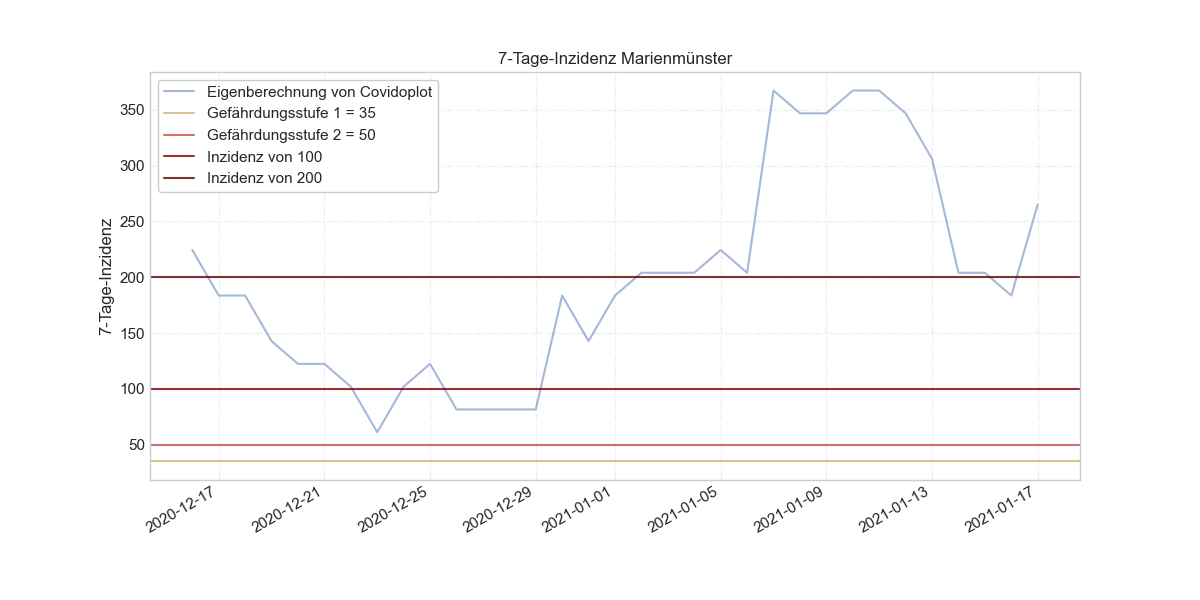 7-Tage-Inzidenz Marienmünster
Eigenberechnung von Covidoplot
Gefährdungsstufe 1 = 35
Gefährdungsstufe 2 = 50
Inzidenz von 100
Inzidenz von 200
7-Tage-Inzidenz
350
300
250
200
150
100
50
2020-12-17
2020-12-21
2020-12-25
2020-12-29
2021-01-01
2021-01-05
2021-01-09
2021-01-13
2021-01-17